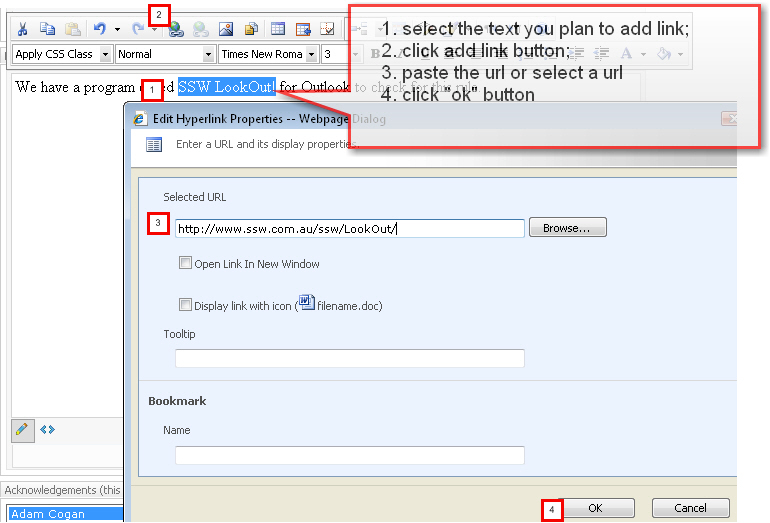 2
1. select the text you plan to add link;
2. click add link button;
3. paste the url or select a url
4. click "ok" button
Apply CSS Class Normal Times New Roma 3 B
We have a program SSW LookOut! for Outlook to check for this rule
1
Edit Hyperlink Properties -- Webpage Dialog
Enter a URL and its display properties.
Selected URL
3
http://www.ssw.com.au/ssw/LookOut/ Browse...
Open Link In New Window
Display link with icon ( filename.doc)
Tooltip
Bookmark
Name
Acknowledgements (this
Adam Cogan
4 OK Cancel